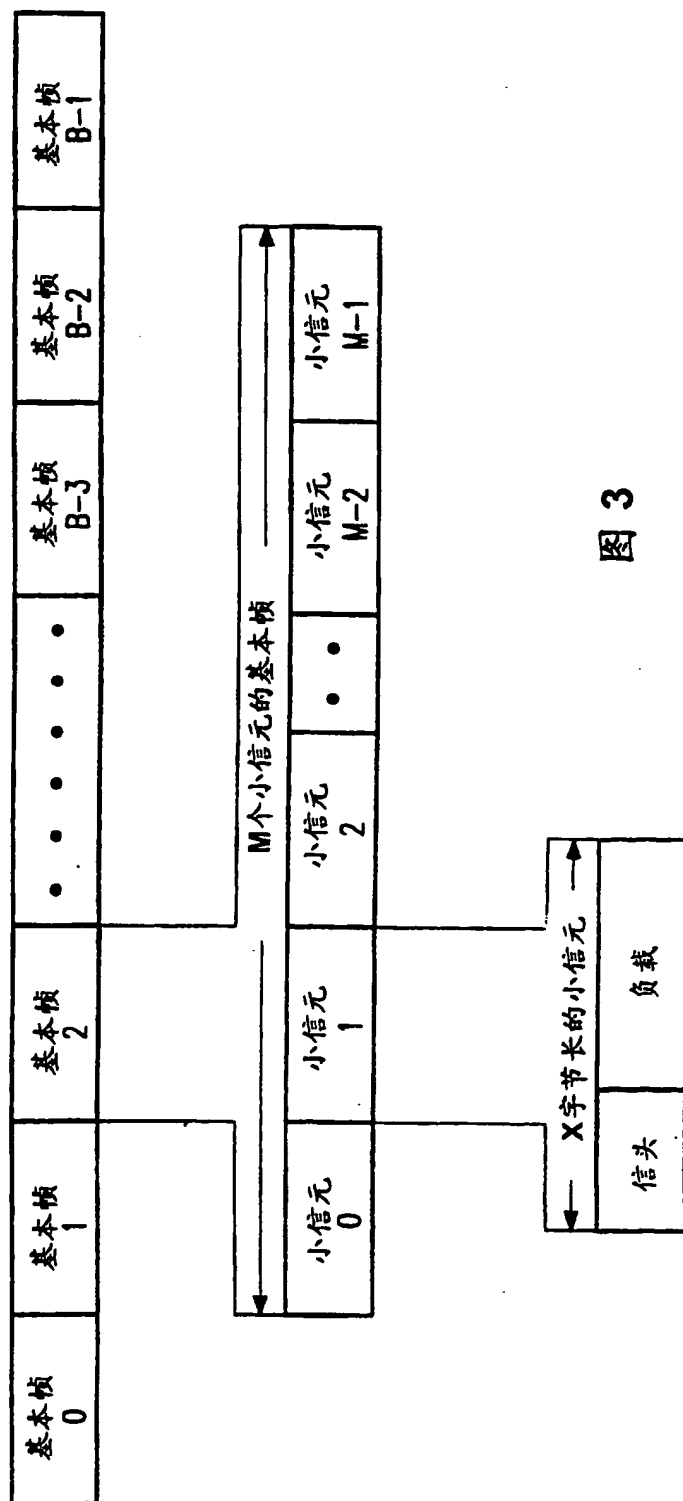 基本帧
0
基本帧
1
基本帧
2
基本帧
B-3
基本帧
B-2
基本帧
B-1
M个小信元的基本帧
小信元
0
小信元
1
小信元
2
小信元
M-2
小信元
M-1
X字节长的小信元
信头
负载
图 3